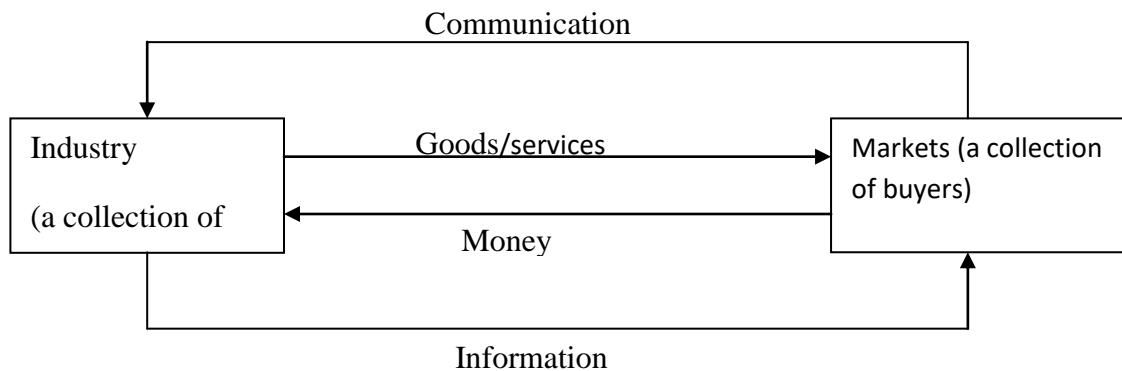 Communication
Industry
(a collection of
Goods/services
Markets (a collection
of buyers)
Money
Information